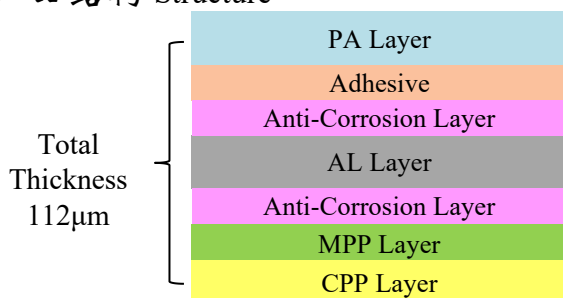 Structure
PA Layer
Adhesive
Anti-Corrosion Layer
AL Layer
Anti-Corrosion Layer
MPP Layer
CPP Layer
Total
Thickness
112μm